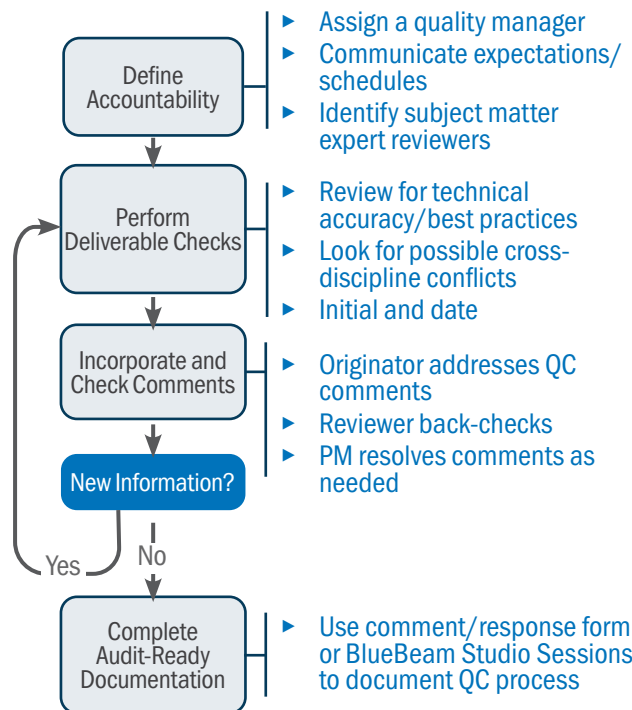 Define
Accountability
► Assign a quality manager
► Communicate expectations/
schedules
► Identify subject matter
expert reviewers
Perform
Deliverable Checks
► Review for technical
accuracy/best practices
► Look for possible cross-
discipline conflicts
► Initial and date
Incorporate and
Check Comments
► Originator addresses QC
comments
► Reviewer back-checks
► PM resolves comments as
needed
New Information?
Yes
No
Complete
Audit-Ready
Documentation
► Use comment/response form
or BlueBeam Studio Sessions
to document QC process